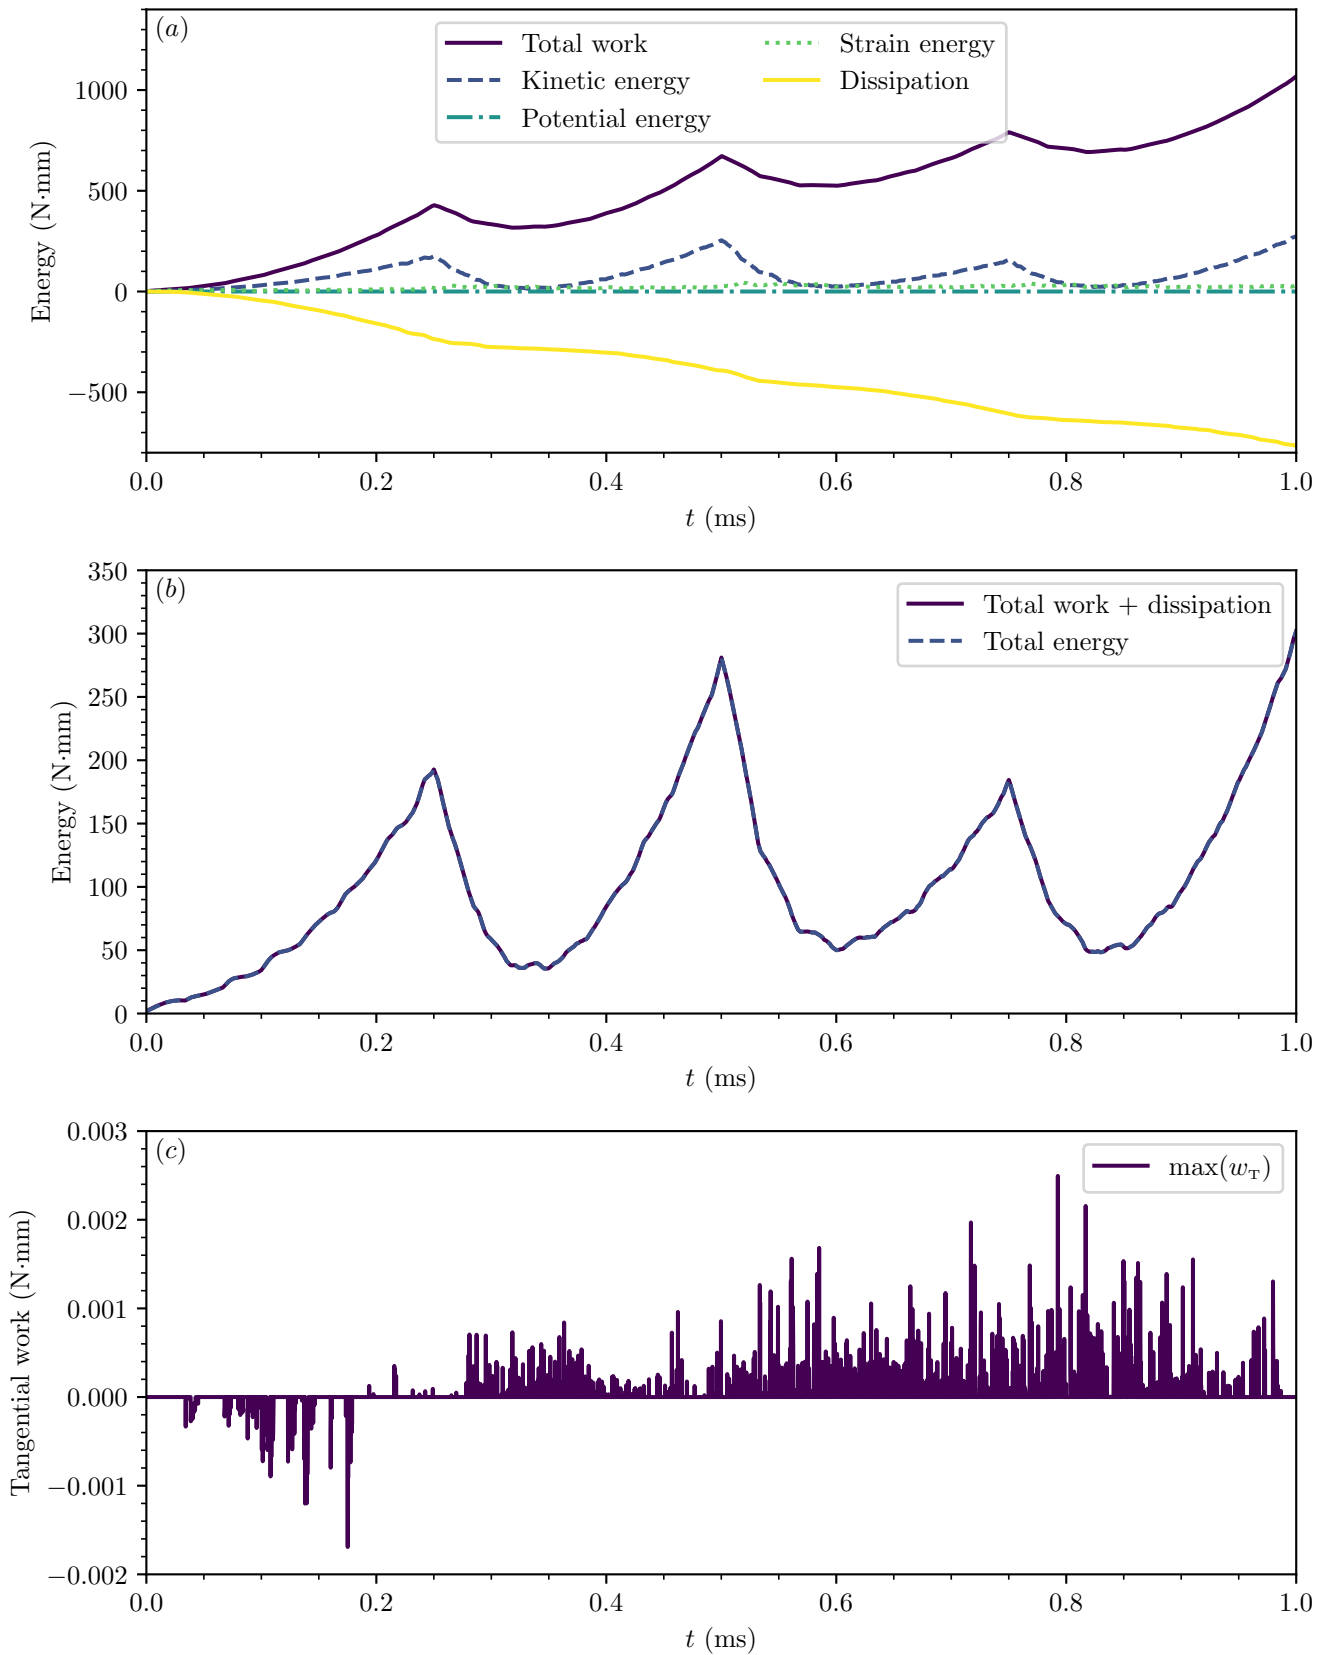 (a)
Total work
Kinetic energy
Potential energy
Strain energy
Dissipation
Energy (N·mm)
1000
500
0
−500
0.0 0.2 0.4 0.6 0.8 1.0
t (ms)
(b)
Total work + dissipation
Total energy
Energy (N·mm)
350
300
250
200
150
100
50
0
0.0 0.2 0.4 0.6 0.8 1.0
t (ms)
(c)
max(w_T)
Tangential work (N·mm)
0.003
0.002
0.001
0.000
−0.001
−0.002
0.0 0.2 0.4 0.6 0.8 1.0
t (ms)